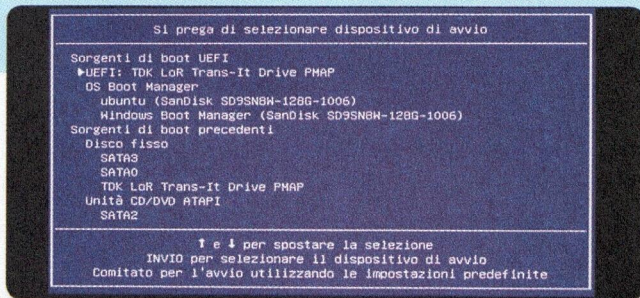 Si prega di selezionare dispositivo di avvio
Sorgenti di boot UEFI
▶UEFI: TDK LoR Trans-It Drive PMAP
OS Boot Manager
ubuntu (SanDisk SD9SN8W-128G-1006)
Windows Boot Manager (SanDisk SD9SN8W-128G-1006)
Sorgenti di boot precedenti
Disco fisso
SATA3
SATA0
TDK LoR Trans-It Drive PMAP
Unità CD/DVD ATAPI
SATA2
↑ e ↓ per spostare la selezione
INVIO per selezionare il dispositivo di avvio
Comitato per l'avvio utilizzando le impostazioni predefinite